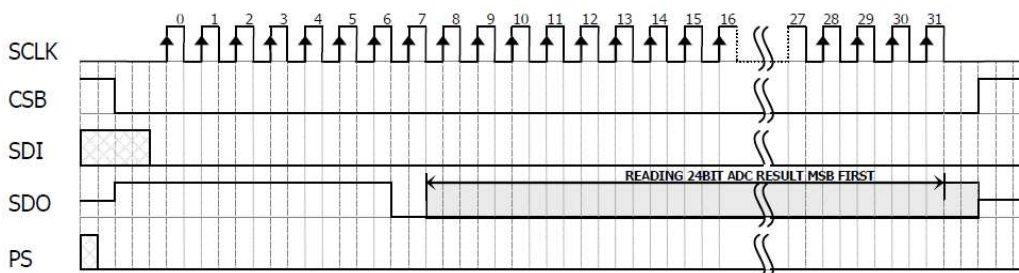 0 1 2 3 4 5 6 7 8 9 10 11 12 13 14 15 16 27 28 29 30 31
SCLK
CSB
SDI
READING 24BIT ADC RESULT MSB FIRST
SDO
PS